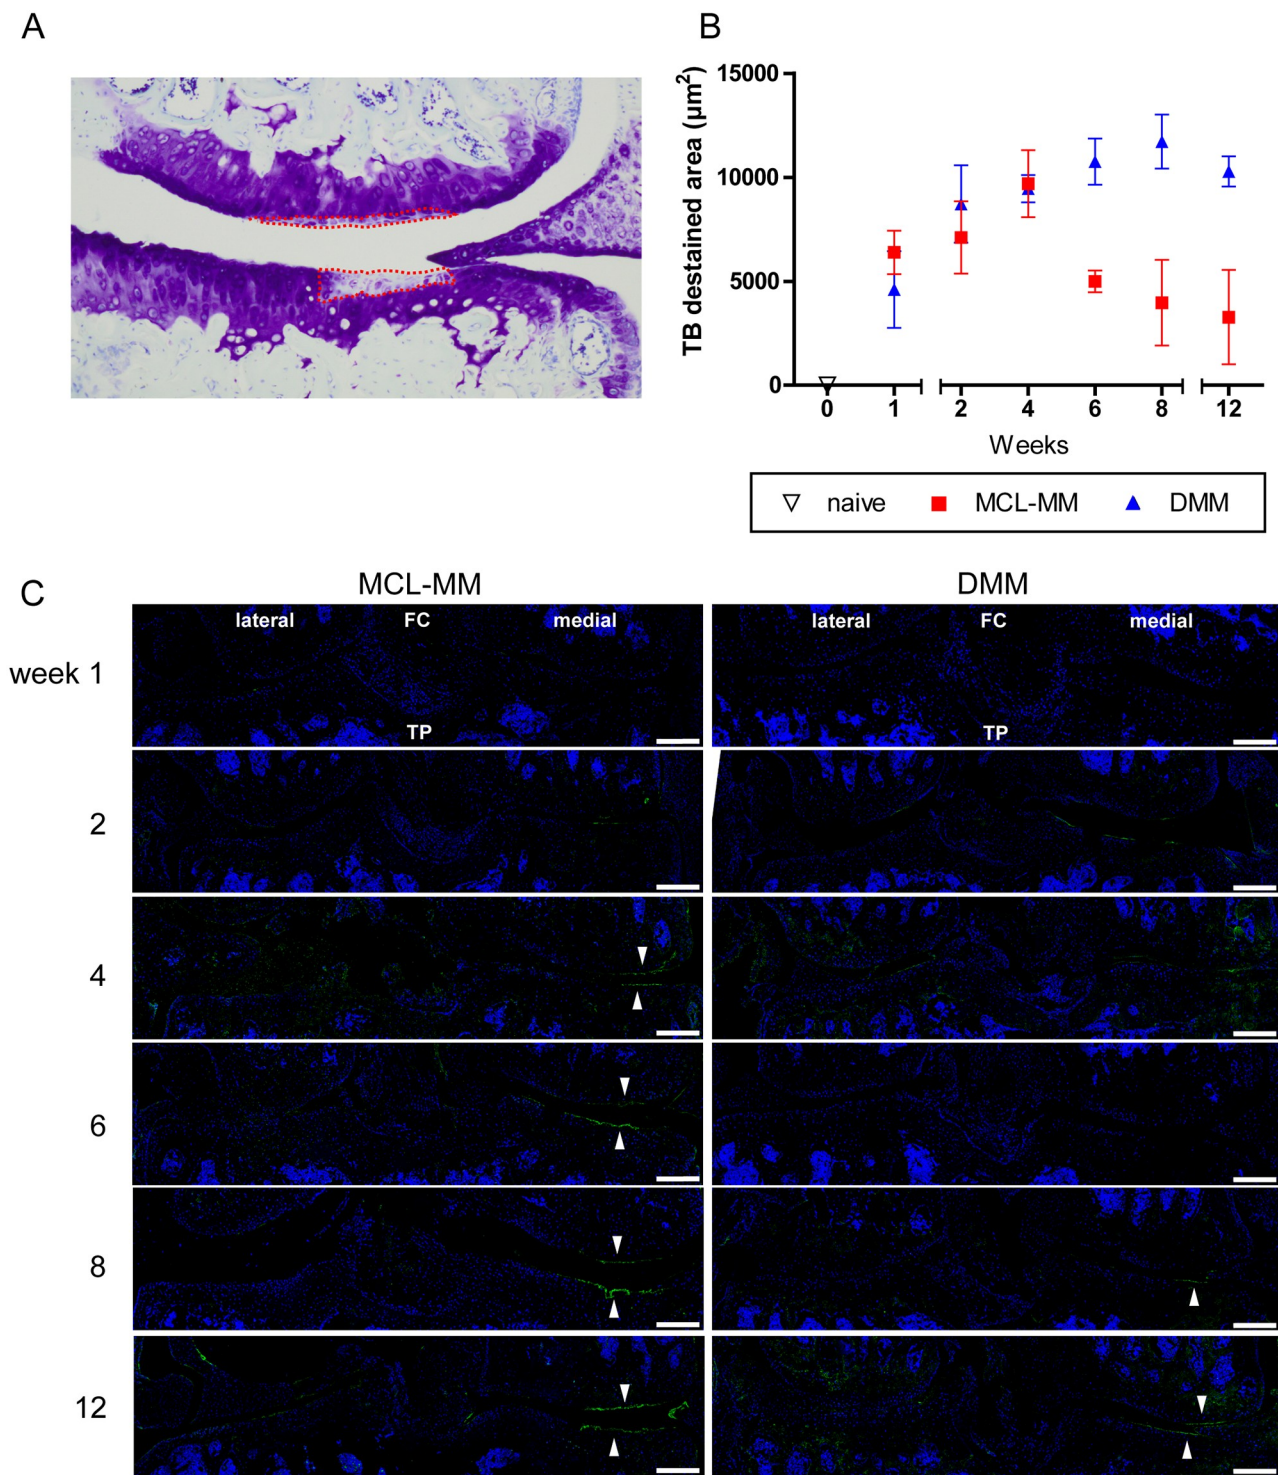 A
B
TB destained area (µm²)
15000
10000
5000
0
0 1 2 4 6 8 12
Weeks
naive MCL-MM DMM
C
MCL-MM DMM
week 1
lateral FC medial
TP
lateral FC medial
TP
2
4
6
8
12